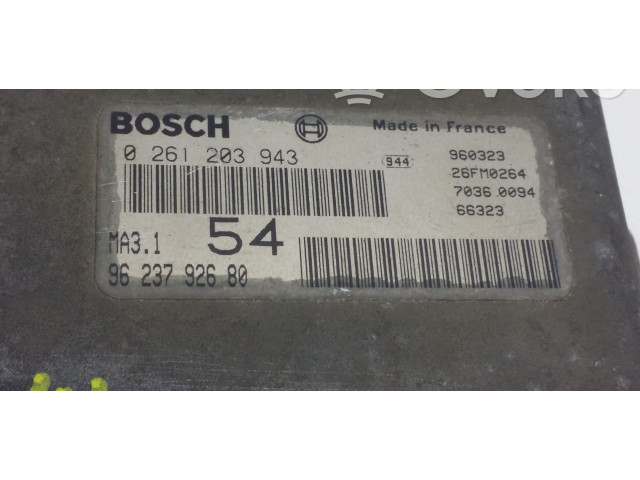 BOSCH Made in France
0 261 203 943 944 960323
26FM0264
7036.0094
66323
MA3.1 54
96 237 926 80